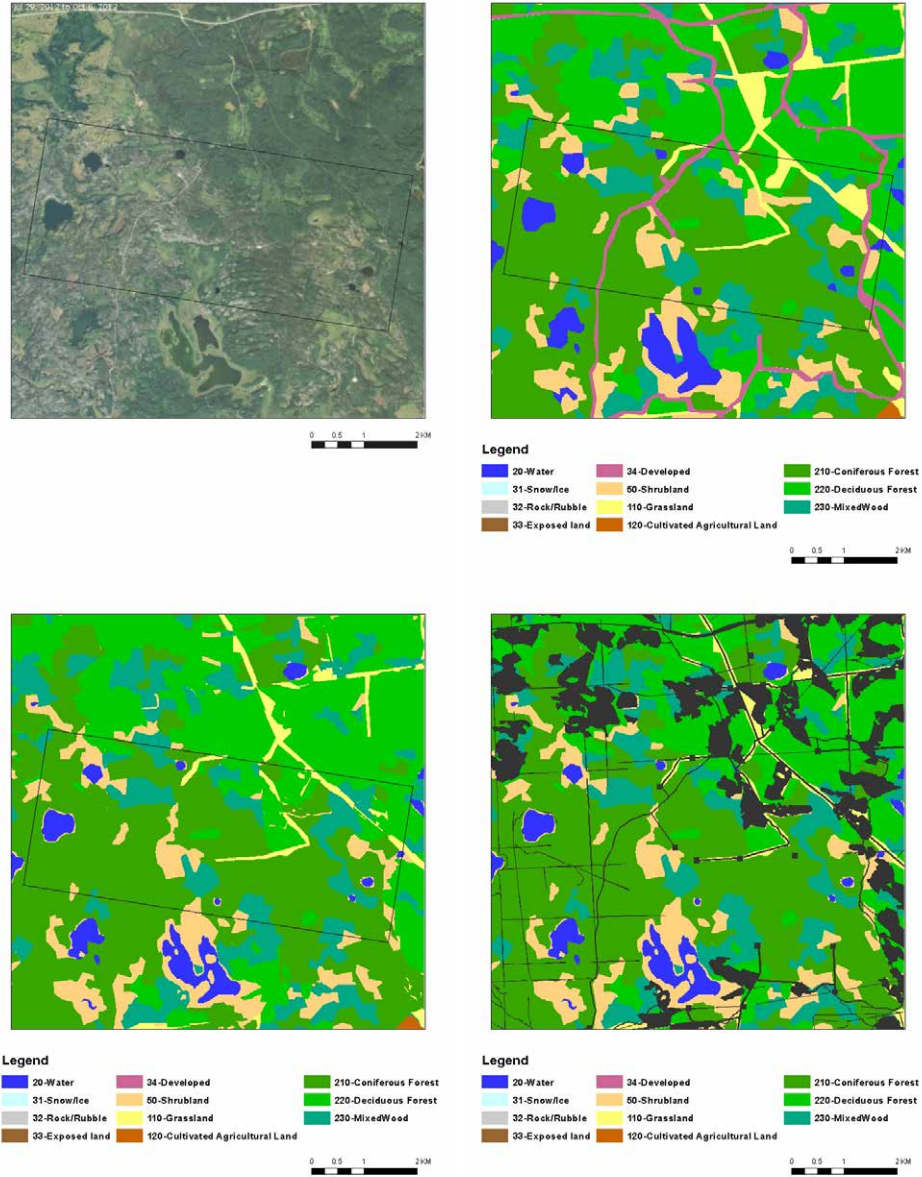 Jul 29, 2012 to Oct 6, 2012
0 0.5 1 2 KM
Legend
20-Water
31-Snow/Ice
32-Rock/Rubble
33-Exposed land
34-Developed
50-Shrubland
110-Grassland
120-Cultivated Agricultural Land
210-Coniferous Forest
220-Deciduous Forest
230-MixedWood
0 0.5 1 2 KM
Legend
20-Water
31-Snow/Ice
32-Rock/Rubble
33-Exposed land
34-Developed
50-Shrubland
110-Grassland
120-Cultivated Agricultural Land
210-Coniferous Forest
220-Deciduous Forest
230-MixedWood
0 0.5 1 2 KM
Legend
20-Water
31-Snow/Ice
32-Rock/Rubble
33-Exposed land
34-Developed
50-Shrubland
110-Grassland
120-Cultivated Agricultural Land
210-Coniferous Forest
220-Deciduous Forest
230-MixedWood
0 0.5 1 2 KM